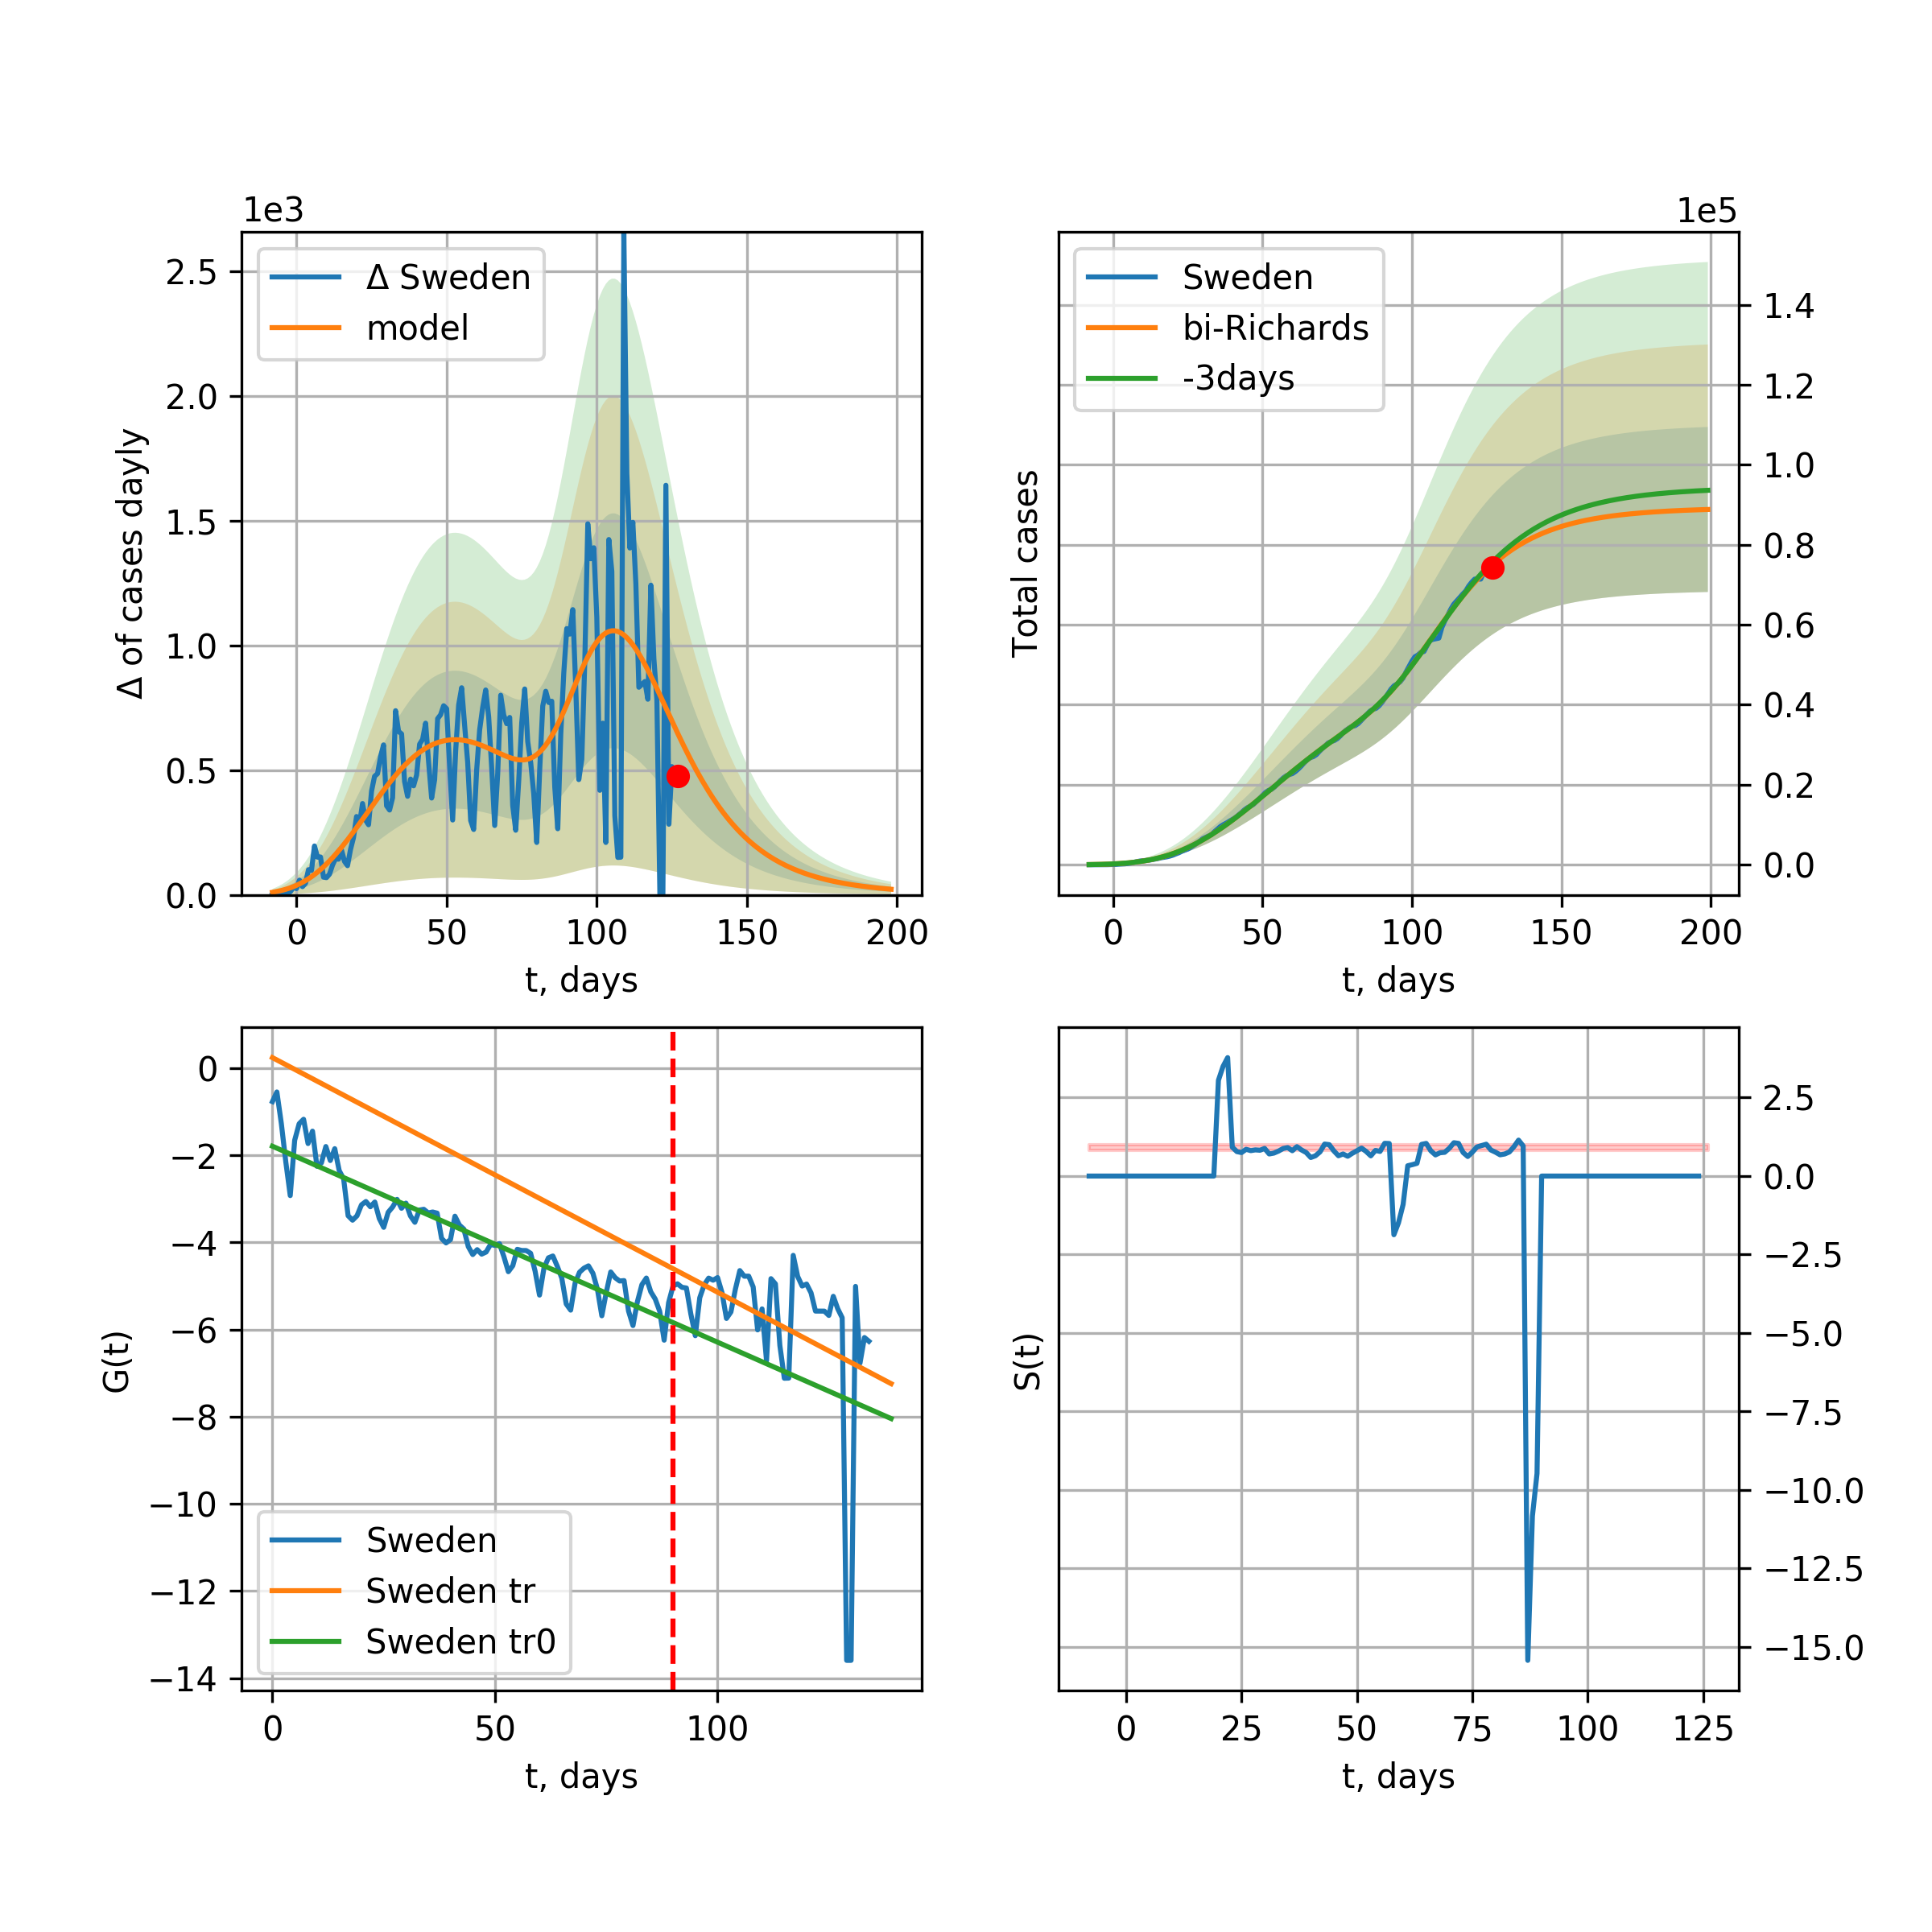 1e3
Δ Sweden
model
2.5
2.0
1.5
1.0
0.5
0.0
Δ of cases dayly
0 50 100 150 200
t, days
1e5
Sweden
bi-Richards
-3days
1.4
1.2
1.0
0.8
0.6
0.4
0.2
0.0
Total cases
0 50 100 150 200
t, days
0
−2
−4
−6
−8
−10
−12
−14
G(t)
Sweden
Sweden tr
Sweden tr0
0 50 100
t, days
2.5
0.0
−2.5
−5.0
−7.5
−10.0
−12.5
−15.0
S(t)
0 25 50 75 100 125
t, days